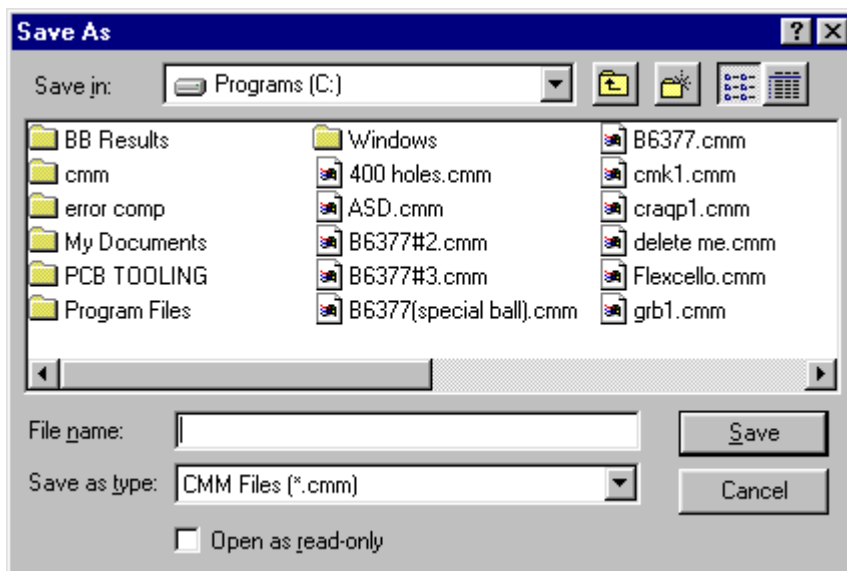 Save As
Save in: Programs (C:)
BB Results Windows B6377.cmm
cmm 400 holes.cmm cmk1.cmm
error comp ASD.cmm craqp1.cmm
My Documents B6377#2.cmm delete me.cmm
PCB TOOLING B6377#3.cmm Flexcello.cmm
Program Files B6377(special ball).cmm grb1.cmm
File name: Save
Save as type: CMM Files (*.cmm) Cancel
Open as read-only